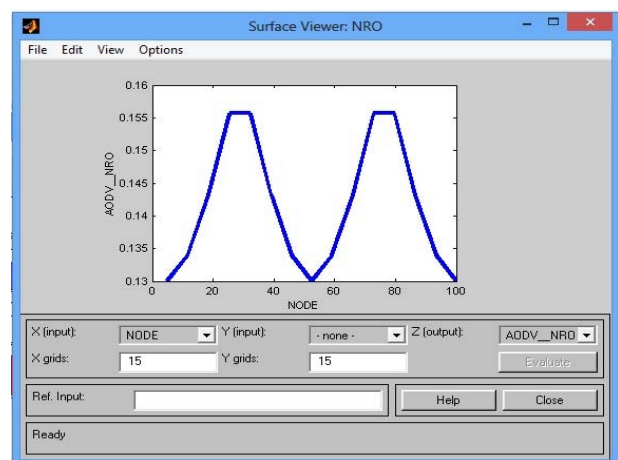 Surface Viewer: NRO
File Edit View Options
0.16
0.155
0.15
0.145
0.14
0.135
0.13
AODV__NRO
0 20 40 60 80 100
NODE
X (input): NODE Y (input): - none - Z (output): AODV__NRO
X grids: 15 Y grids: 15 Evaluate
Ref. Input: Help Close
Ready